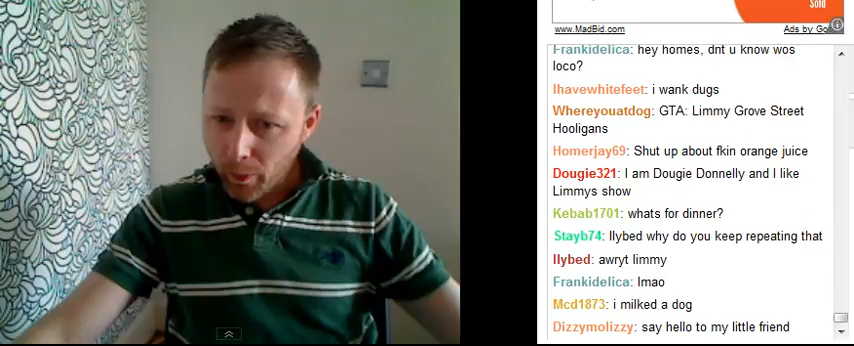 Sold
www.MadBid.com
Ads by Go
Frankidelica: hey homes, dnt u know wos
loco?
Ihavewhitefeet: i wank dugs
Whereyouatdog: GTA: Limmy Grove Street
Hooligans
Homerjay69: Shut up about fkin orange juice
Dougie321: I am Dougie Donnelly and I like
Limmys show
Kebab1701: whats for dinner?
Stayb74: llybed why do you keep repeating that
llybed: awryt limmy
Frankidelica: lmao
Mcd1873: i milked a dog
Dizzymolizzy: say hello to my little friend